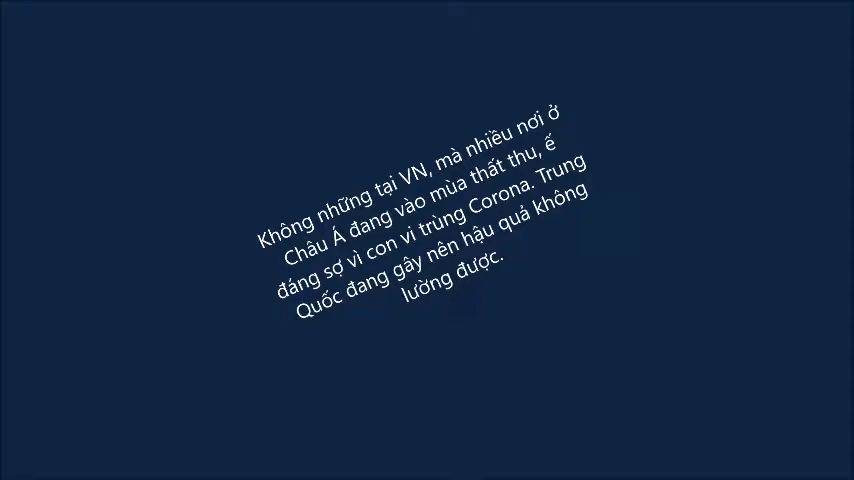 Không những tại VN, mà nhiều nơi ở
Châu Á đang vào mùa thất thu, ế
đáng sợ vì con vi trùng Corona. Trung
Quốc đang gây nên hậu quả không
lường được.